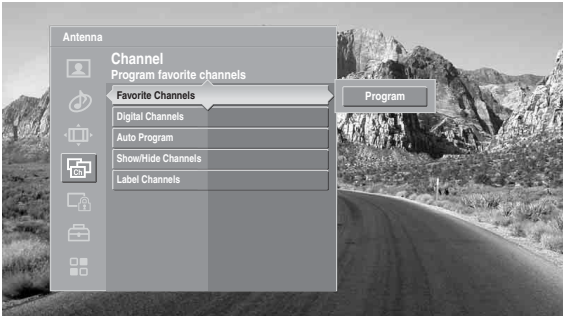 Antenna
Channel
Program favorite channels
Favorite Channels
Program
Digital Channels
Auto Program
Ch
Show/Hide Channels
Label Channels